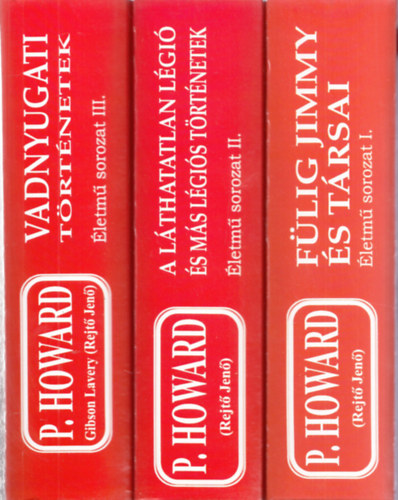 P. HOWARD
Gibson Lavery (Rejtő Jenő)
VADNYUGATI
TÖRTÉNETEK
Életmű sorozat III.
P. HOWARD
(Rejtő Jenő)
A LÁTHATATLAN LÉGIÓ
ÉS MÁS LÉGIÓS TÖRTÉNETEK
Életmű sorozat II.
P. HOWARD
(Rejtő Jenő)
FÜLIG JIMMY
ÉS TÁRSAI
Életmű sorozat I.